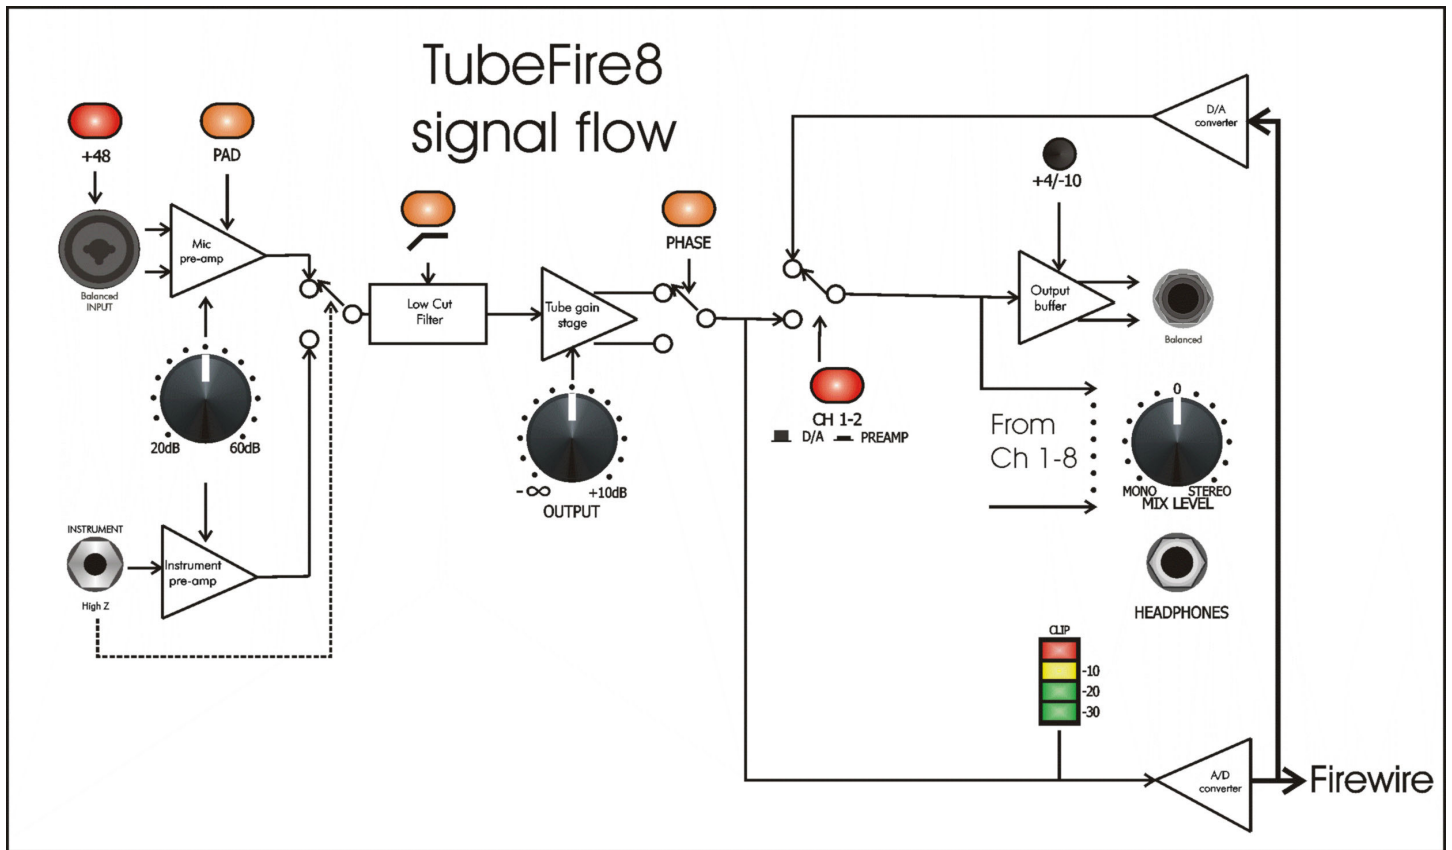 TubeFire8
signal flow
+48
PAD
Balanced
INPUT
Mic
pre-amp
20dB
60dB
INSTRUMENT
High Z
Instrument
pre-amp
Low Cut
Filter
Tube gain
stage
-∞
+10dB
OUTPUT
PHASE
CH 1-2
D/A
PREAMP
D/A
converter
+4/-10
Output
buffer
Balanced
From
Ch 1-8
0
MONO
STEREO
MIX LEVEL
HEADPHONES
CLIP
-10
-20
-30
A/D
converter
Firewire